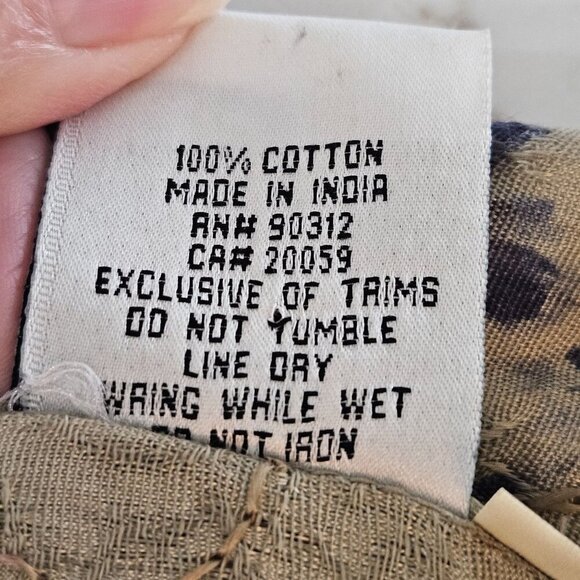 100% COTTON
MADE IN INDIA
RN# 90312
CA# 20059
EXCLUSIVE OF TRIMS
DO NOT TUMBLE
LINE DRY
WRING WHILE WET
DO NOT IRON